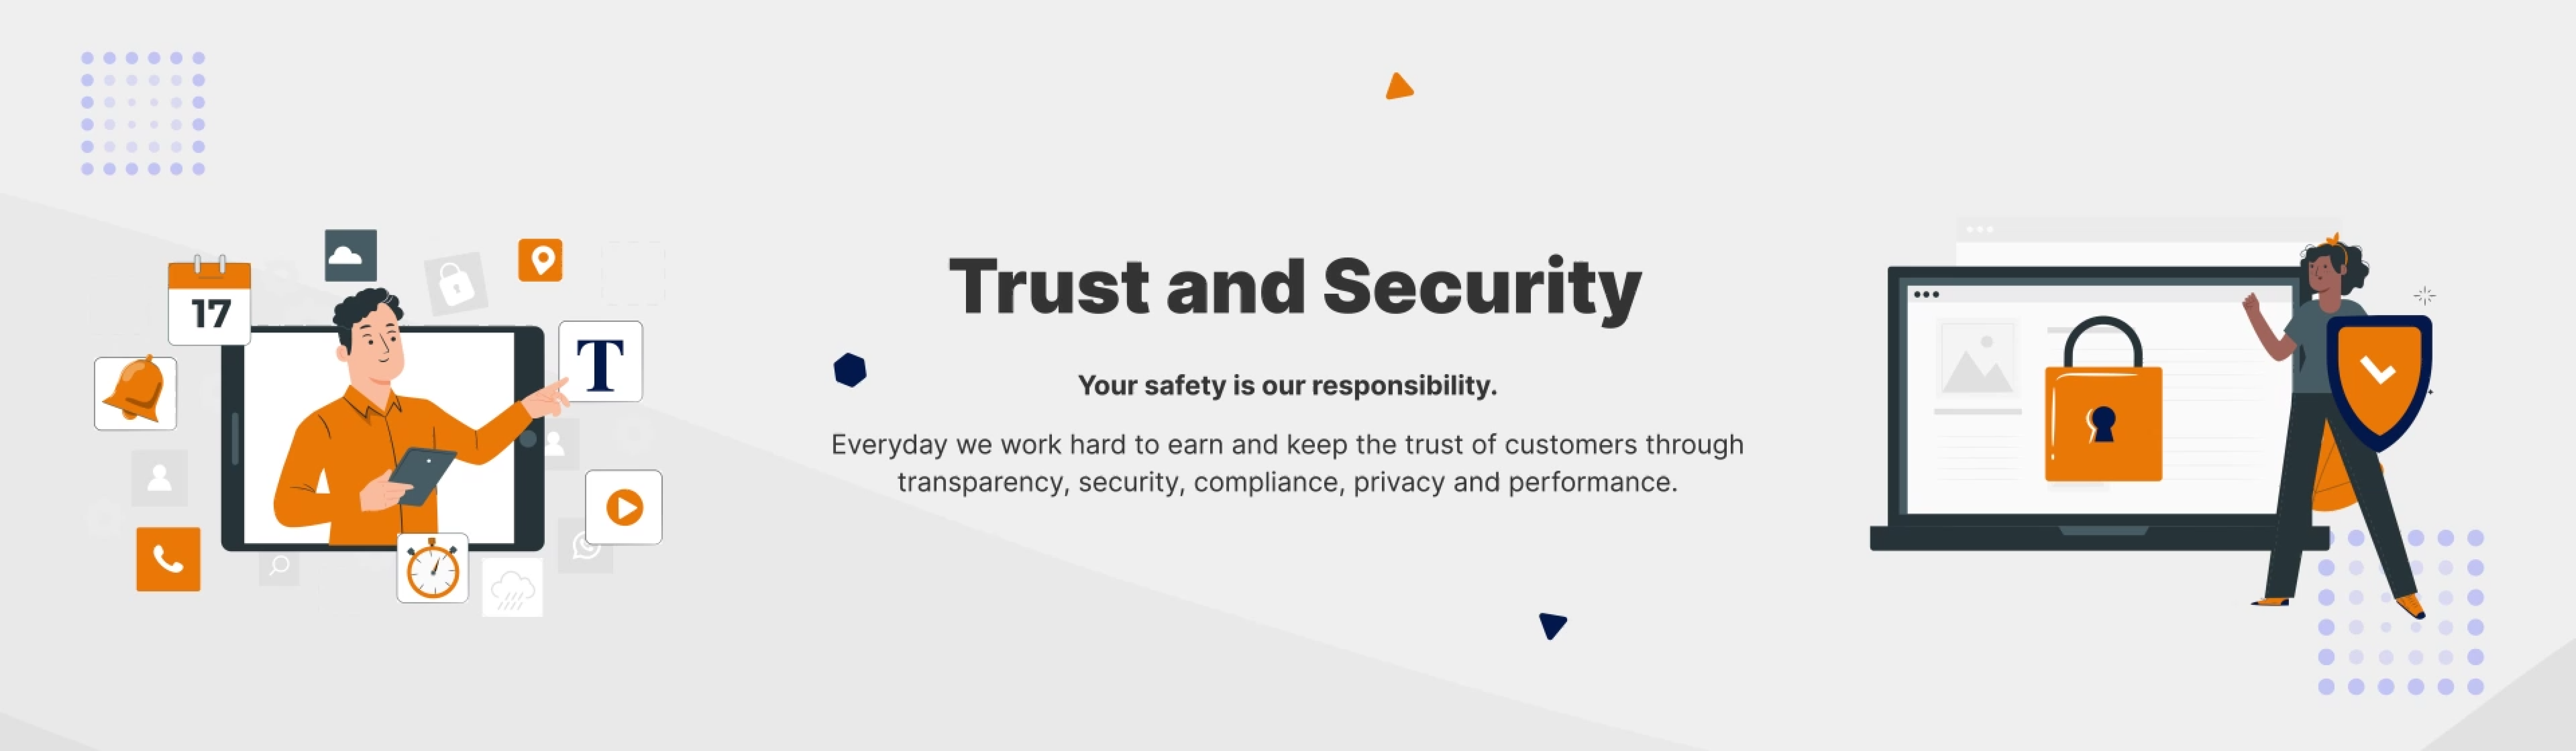 17
T
Trust and Security
Your safety is our responsibility.
Everyday we work hard to earn and keep the trust of customers through
transparency, security, compliance, privacy and performance.